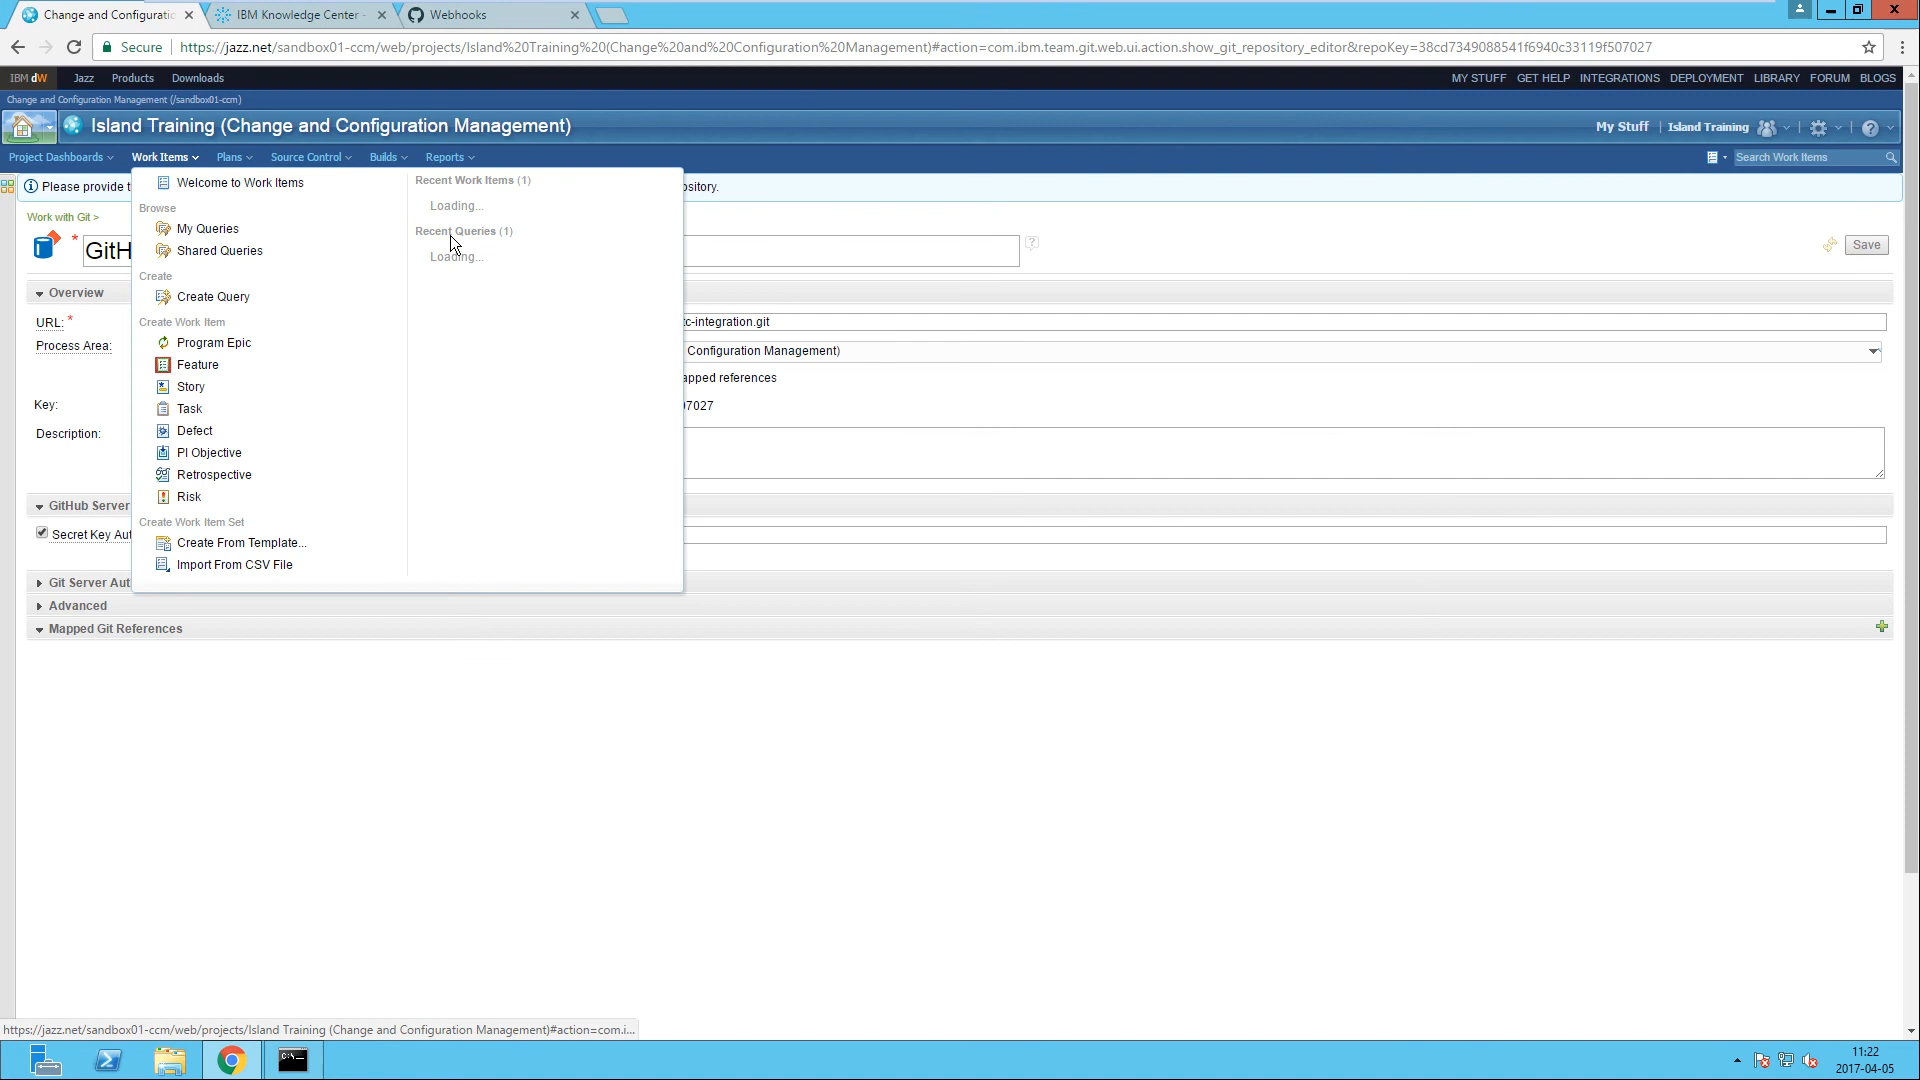 Change and Configuratio
IBM Knowledge Center -
Webhooks
Secure
https://jazz.net/sandbox01-ccm/web/projects/Island%20Training%20(Change%20and%20Configuration%20Management)#action=com.ibm.team.git.web.ui.action.show_git_repository_editor&repoKey=38cd7349088541f6940c33119f507027
IBM dW Jazz Products Downloads MY STUFF GET HELP INTEGRATIONS DEPLOYMENT LIBRARY FORUM BLOGS
Change and Configuration Management (/sandbox01-ccm)
Island Training (Change and Configuration Management) My Stuff | Island Training
Project Dashboards Work Items Plans Source Control Builds Reports Search Work Items
Please provide t
ository.
Welcome to Work Items
Browse
My Queries
Shared Queries
Create
Create Query
Create Work Item
Program Epic
Feature
Story
Task
Defect
PI Objective
Retrospective
Risk
Create Work Item Set
Create From Template...
Import From CSV File
Recent Work Items (1)
Loading...
Recent Queries (1)
Loading...
Work with Git >
* GitH
Save
Overview
URL: *
tc-integration.git
Process Area:
Configuration Management)
apped references
Key:
07027
Description:
GitHub Server
Secret Key Aut
Git Server Aut
Advanced
Mapped Git References
https://jazz.net/sandbox01-ccm/web/projects/Island Training (Change and Configuration Management)#action=com.i...
C:\_
11:22
2017-04-05